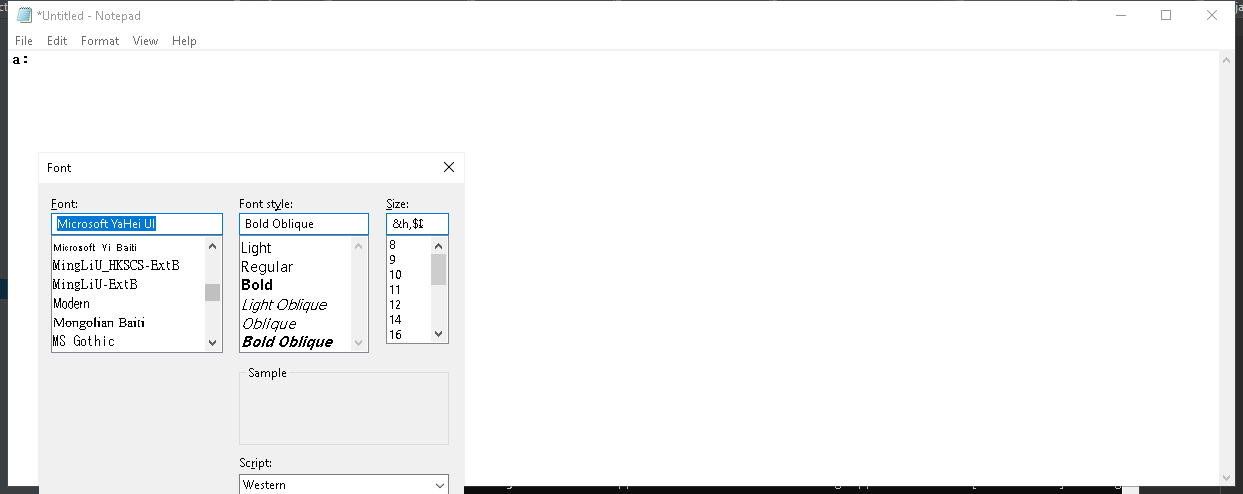 *Untitled - Notepad
File Edit Format View Help
a:
Font
Font: Font style: Size:
Microsoft YaHei UI Bold Oblique &h,$I
Microsoft Yi Baiti Light 8
MingLiU_HKSCS-ExtB Regular 9
MingLiU-ExtB Bold 10
Modern Light Oblique 11
Mongolian Baiti Oblique 12
MS Gothic Bold Oblique 14
16
Sample
Script:
Western